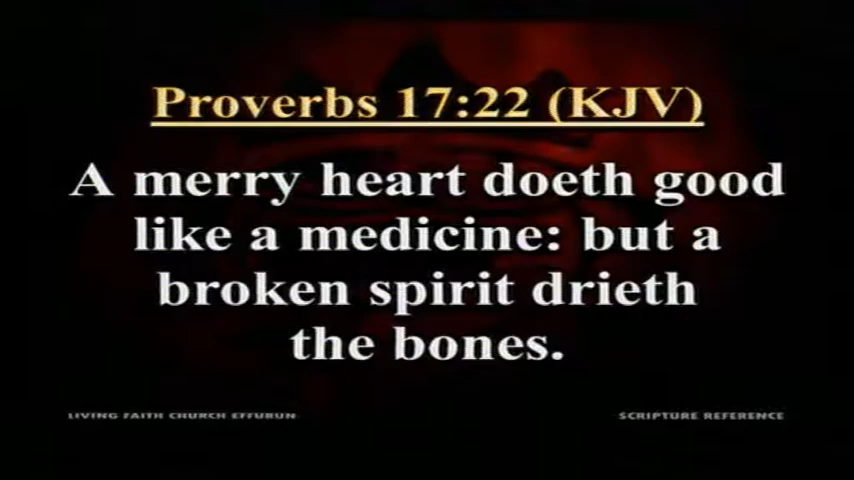 Proverbs 17:22 (KJV)
A merry heart doeth good
like a medicine: but a
broken spirit drieth
the bones.
LIVING FAITH CHURCH EFFURUN
SCRIPTURE REFERENCE